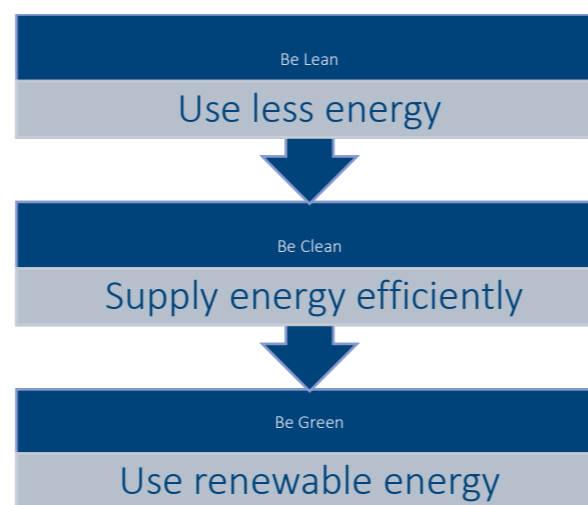 Be Lean
Use less energy
Be Clean
Supply energy efficiently
Be Green
Use renewable energy